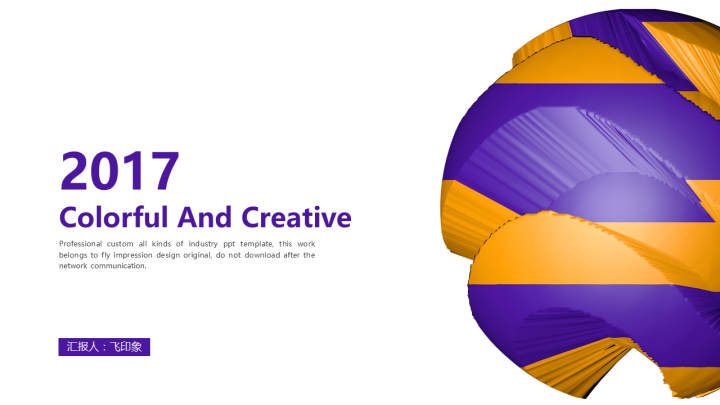 2017
Colorful And Creative
Professional custom all kinds of industry ppt template, this work
belongs to fly impression design original, do not download after the
network communication.
汇报人：飞印象